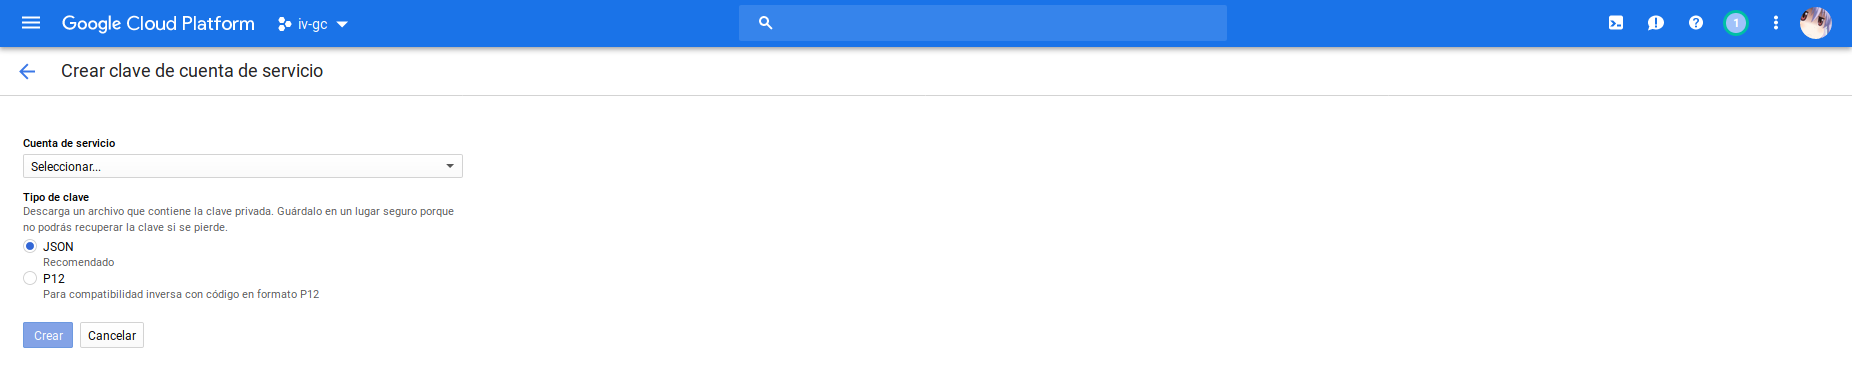 Google Cloud Platform
iv-gc
1
Crear clave de cuenta de servicio
Cuenta de servicio
Seleccionar...
Tipo de clave
Descarga un archivo que contiene la clave privada. Guárdalo en un lugar seguro porque
no podrás recuperar la clave si se pierde.
JSON
Recomendado
P12
Para compatibilidad inversa con código en formato P12
Crear
Cancelar